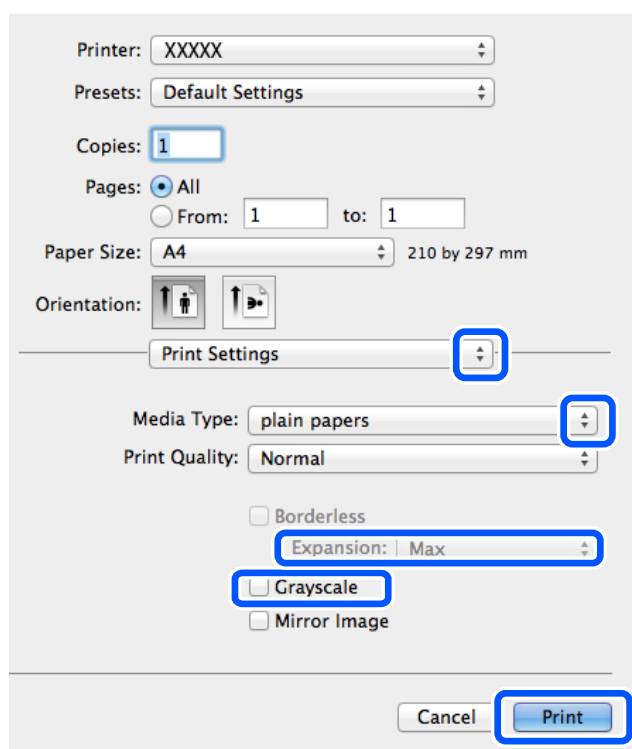 Printer: XXXXX
Presets: Default Settings
Copies: 1
Pages: All
From: 1 to: 1
Paper Size: A4 210 by 297 mm
Orientation:
Print Settings
Media Type: plain papers
Print Quality: Normal
Borderless
Expansion: Max
Grayscale
Mirror Image
Cancel Print